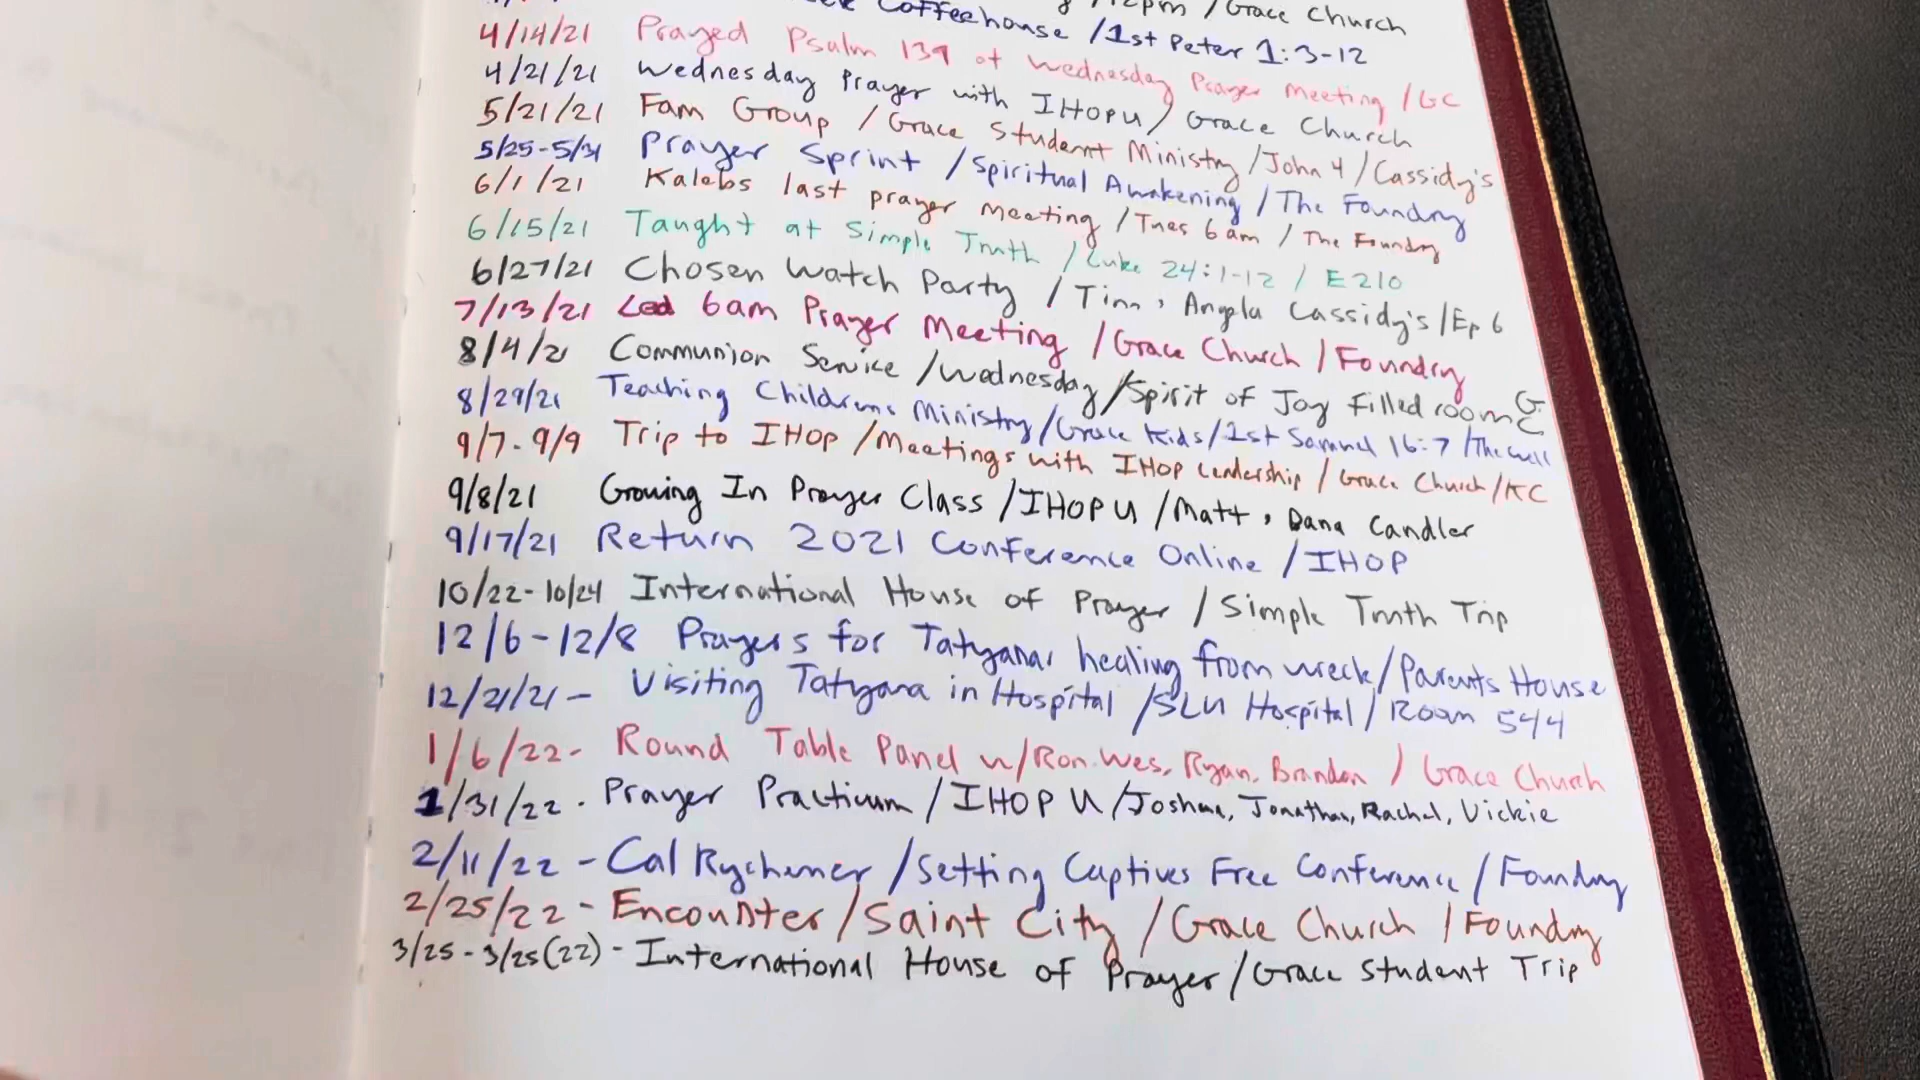 12pm / Grace Church
Coffeehouse / 1st Peter 1:3-12
4/14/21 Prayed Psalm 139 at Wednesday Prayer Meeting / GC
4/21/21 Wednesday Prayer with IHOPU / Grace Church
5/21/21 Fam Group / Grace Student Ministry / John 4 / Cassidy's
5/25-5/31 Prayer Sprint / Spiritual Awakening / The Foundry
6/1/21 Kalebs last prayer meeting / Tues 6am / The Foundry
6/15/21 Taught at Simple Truth / Luke 24:1-12 / E210
6/27/21 Chosen Watch Party / Tim, Angela Cassidy's / Ep 6
7/13/21 Led 6am Prayer Meeting / Grace Church / Foundry
8/4/21 Communion Service / Wednesday / Spirit of Joy filled room GC
8/29/21 Teaching Childrens Ministry / Grace Kids / 1st Samuel 16:7 / The Well
9/7-9/9 Trip to IHOP / Meetings with IHOP Leadership / Grace Church / KC
9/8/21 Growing In Prayer Class / IHOP U / Matt, Dana Candler
9/17/21 Return 2021 Conference Online / IHOP
10/22-10/24 International House of Prayer / Simple Truth Trip
12/6-12/8 Prayers for Tatyanas healing from wreck / Parents House
12/21/21 - Visiting Tatyana in Hospital / SLU Hospital / Room 544
1/6/22 - Round Table Panel w/ Ron, Wes, Ryan, Brandon / Grace Church
1/31/22 - Prayer Practicum / IHOP U / Joshua, Jonathan, Rachel, Vickie
2/11/22 - Cal Rychener / Setting Captives Free Conference / Foundry
2/25/22 - Encounter / Saint City / Grace Church / Foundry
3/25-3/25(22) - International House of Prayer / Grace Student Trip